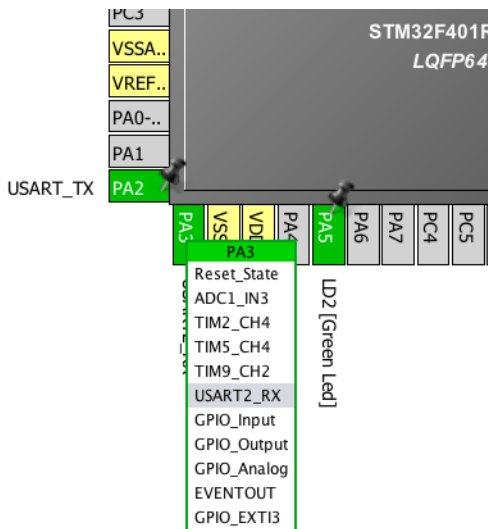 PC3
STM32F401R
VSSA..
LQFP64
VREF..
PA0-..
PA1
USART_TX
PA2
PA3
VSS
VDD
PA4
PA5
PA6
PA7
PC4
PC5
LD2 [Green Led]
PA3
Reset_State
ADC1_IN3
TIM2_CH4
TIM5_CH4
TIM9_CH2
USART2_RX
GPIO_Input
GPIO_Output
GPIO_Analog
EVENTOUT
GPIO_EXTI3